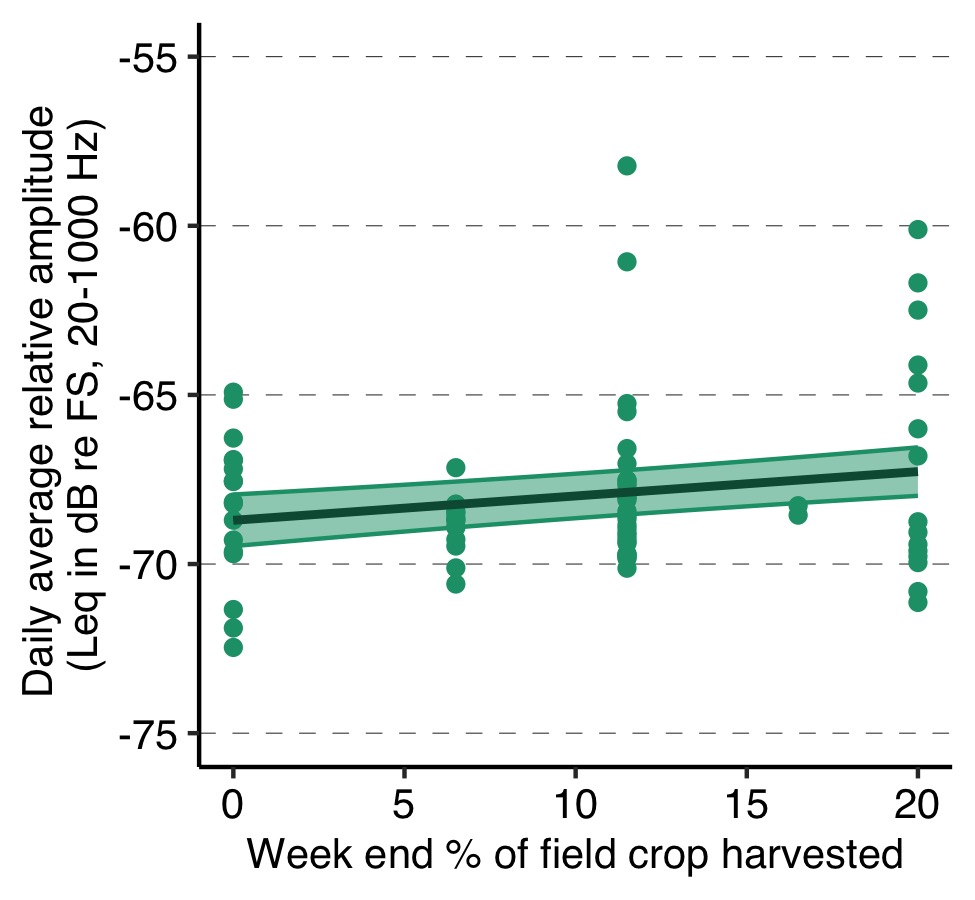 Daily average relative amplitude
(Leq in dB re FS, 20-1000 Hz)
-55
-60
-65
-70
-75
0 5 10 15 20
Week end % of field crop harvested